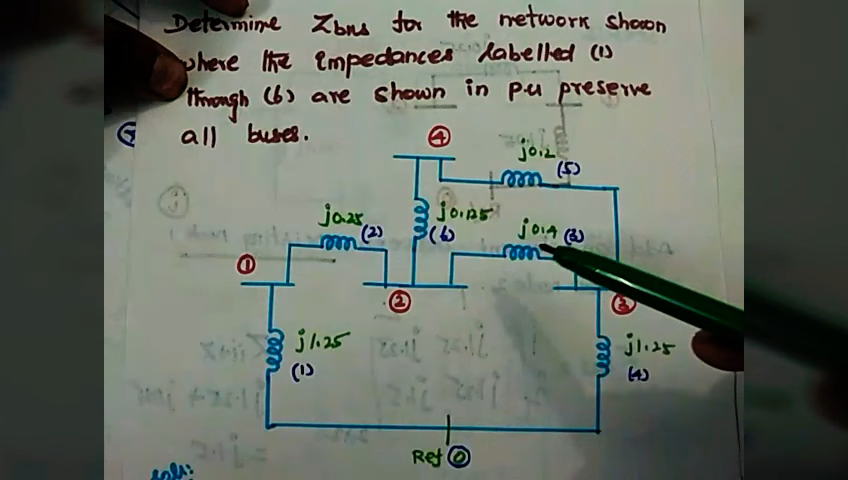 Determine Zbus for the network shown
where the impedances labelled (1)
through (6) are shown in p.u preserve
all buses.
④
j0.2
(5)
j0.25
(2)
j0.125
(6)
j0.4
(3)
①
②
③
j1.25
(1)
j1.25
(4)
Ref ⓪
Soln: